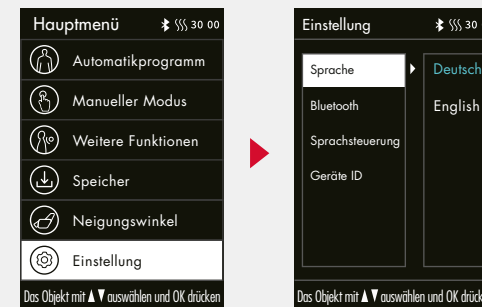 Hauptmenü 30 00
Automatikprogramm
Manueller Modus
Weitere Funktionen
Speicher
Neigungswinkel
Einstellung
Das Objekt mit ▲▼ auswählen und OK drücken
Einstellung 30
Sprache
Bluetooth
Sprachsteuerung
Geräte ID
Deutsch
English
Das Objekt mit ▲▼ auswählen und OK drück